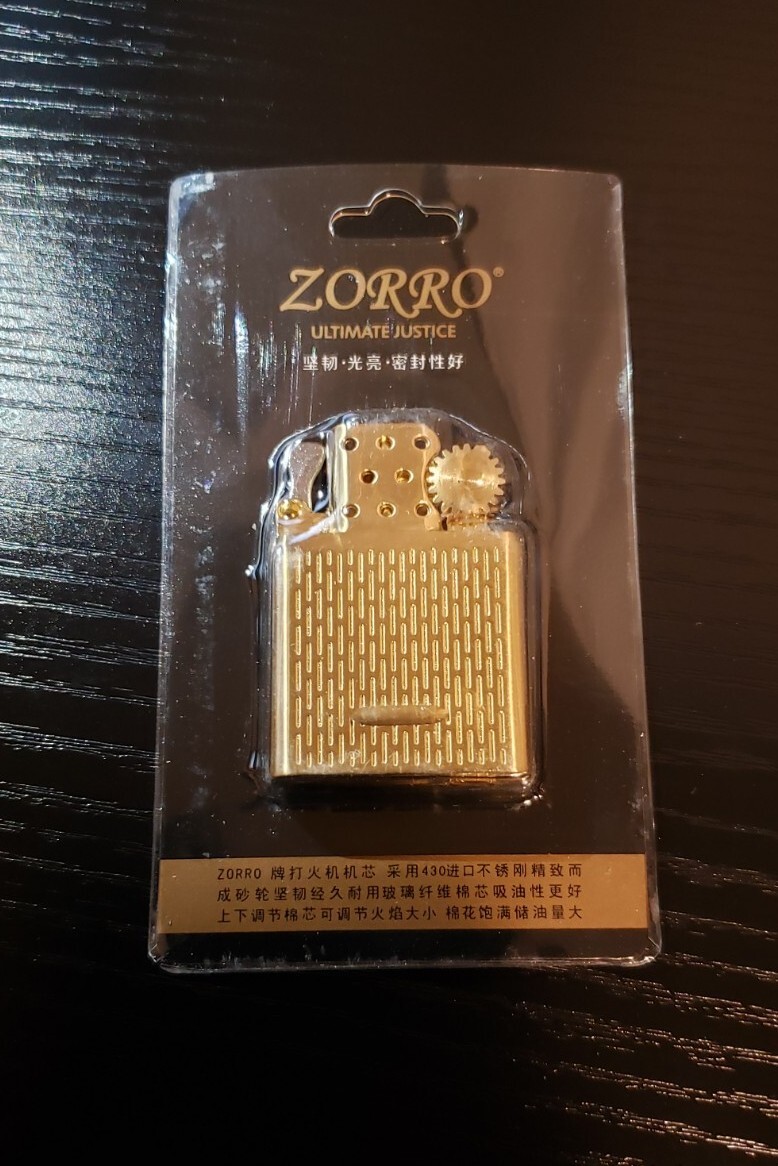 ZORRO®
ULTIMATE JUSTICE
坚韧·光亮·密封性好
ZORRO 牌打火机机芯 采用430进口不锈刚精致而
成砂轮坚韧经久耐用玻璃纤维棉芯吸油性更好
上下调节棉芯可调节火焰大小 棉花饱满储油量大